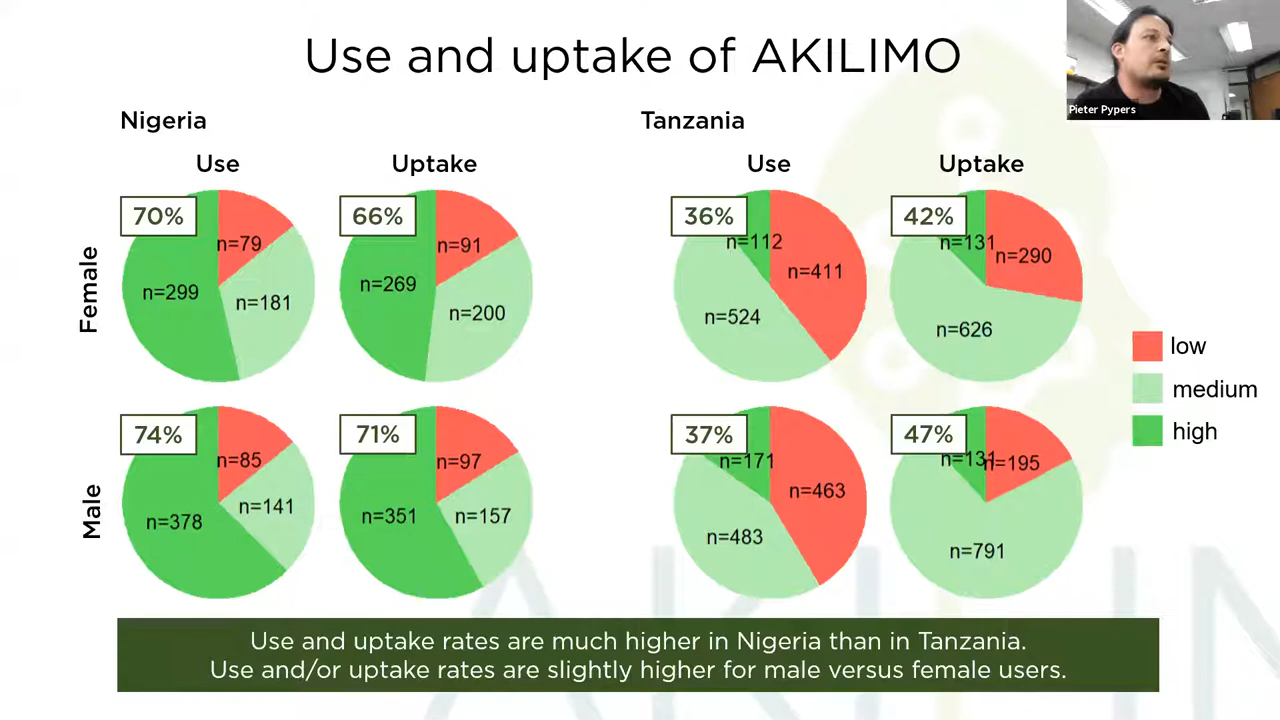 Use and uptake of AKILIMO
Pieter Pypers
Nigeria
Tanzania
Use
Uptake
Use
Uptake
Female
70%
n=79
n=299
n=181
66%
n=91
n=269
n=200
36%
n=112
n=411
n=524
42%
n=131
n=290
n=626
low
medium
high
Male
74%
n=85
n=378
n=141
71%
n=97
n=351
n=157
37%
n=171
n=463
n=483
47%
n=131
n=195
n=791
Use and uptake rates are much higher in Nigeria than in Tanzania.
Use and/or uptake rates are slightly higher for male versus female users.